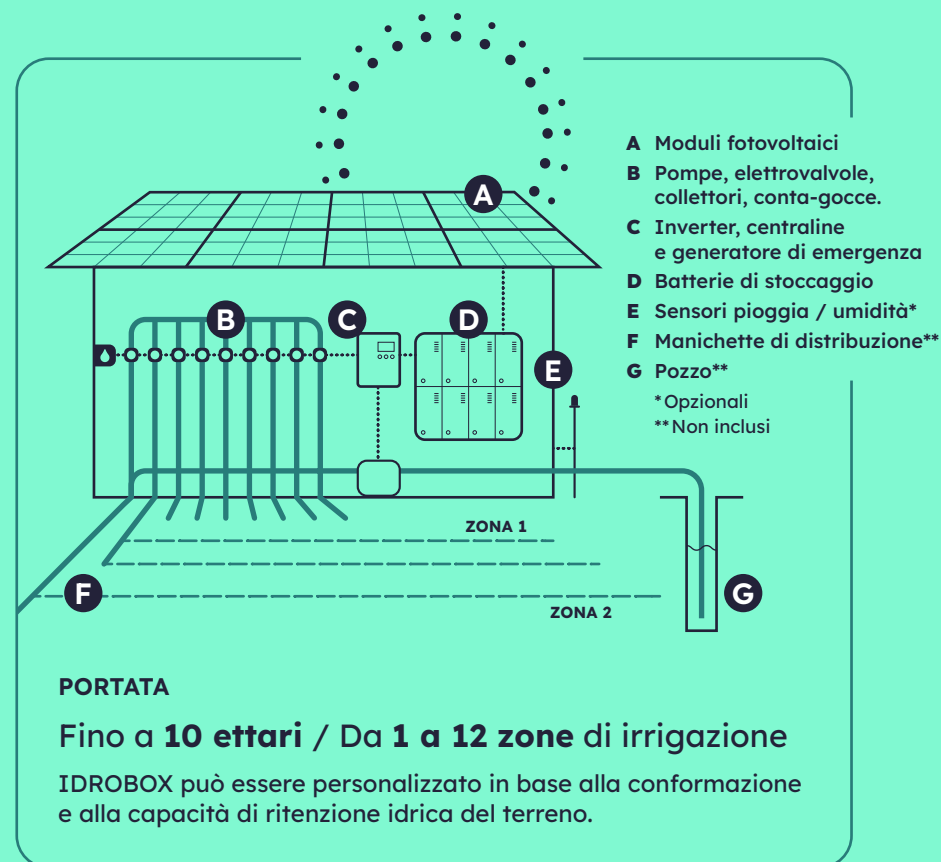 A Moduli fotovoltaici
B Pompe, elettrovalvole,
collettori, conta-gocce.
C Inverter, centraline
e generatore di emergenza
D Batterie di stoccaggio
E Sensori pioggia / umidità*
F Manichette di distribuzione**
G Pozzo**
*Opzionali
**Non inclusi
A
B
C
D
E
ZONA 1
F
G
ZONA 2
PORTATA
Fino a 10 ettari / Da 1 a 12 zone di irrigazione
IDROBOX può essere personalizzato in base alla conformazione
e alla capacità di ritenzione idrica del terreno.